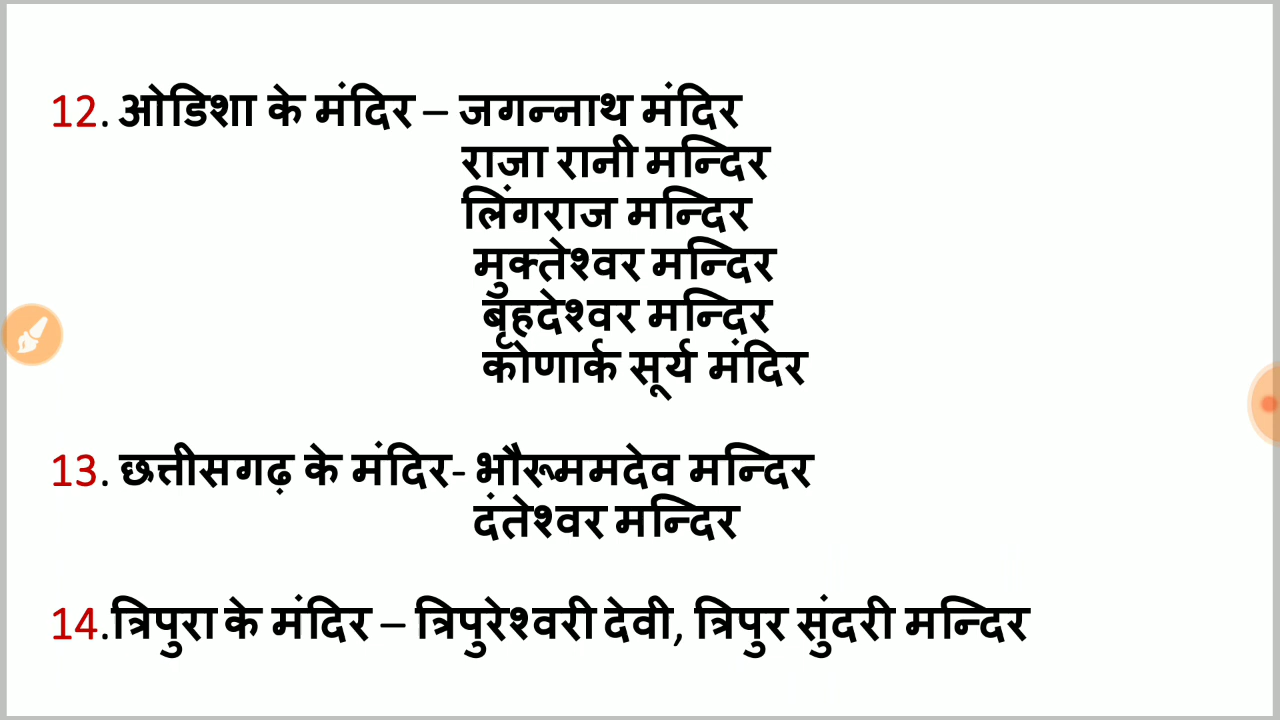 12. ओडिशा के मंदिर – जगन्नाथ मंदिर
राजा रानी मन्दिर
लिंगराज मन्दिर
मुक्तेश्वर मन्दिर
बृहदेश्वर मन्दिर
कोणार्क सूर्य मंदिर
13. छत्तीसगढ़ के मंदिर- भौरूममदेव मन्दिर
दंतेश्वर मन्दिर
14.त्रिपुरा के मंदिर – त्रिपुरेश्वरी देवी, त्रिपुर सुंदरी मन्दिर